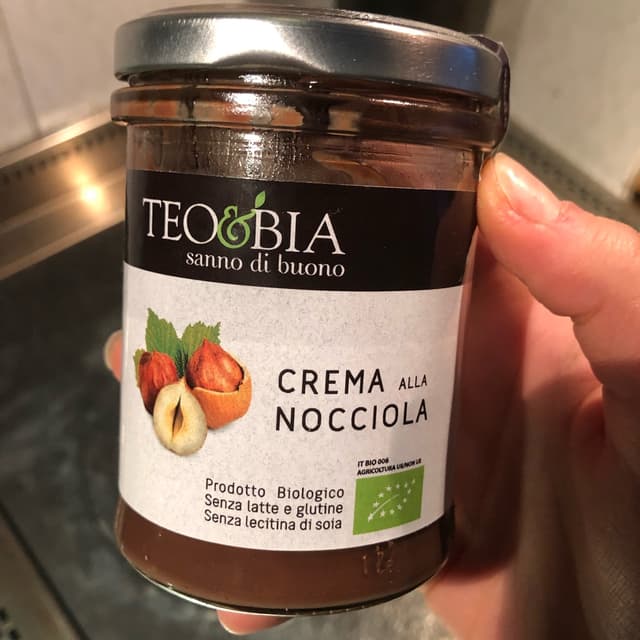 TEO&BIA
sanno di buono
CREMA ALLA
NOCCIOLA
IT BIO 006
AGRICOLTURA UE/NON UE
Prodotto Biologico
Senza latte e glutine
Senza lecitina di soia